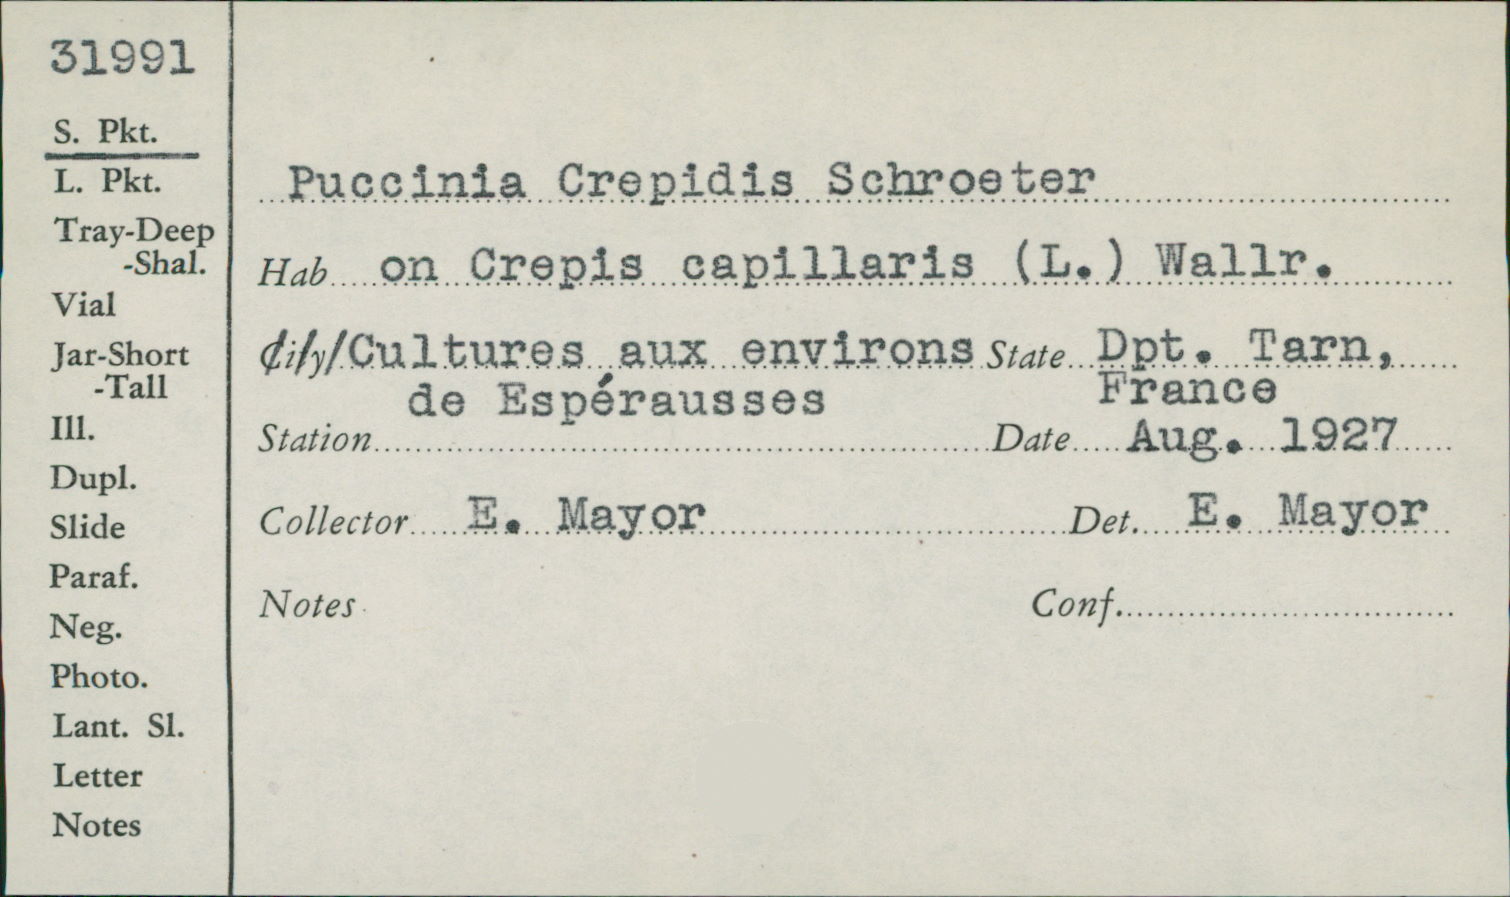 31991
S. Pkt.
L. Pkt.
Tray-Deep
-Shal.
Vial
Jar-Short
-Tall
Ill.
Dupl.
Slide
Paraf.
Neg.
Photo.
Lant. Sl.
Letter
Notes
Puccinia Crepidis Schroeter
Hab on Crepis capillaris (L.) Wallr.
City Cultures aux environs State Dpt. Tarn,
de Espérausses France
Station Date Aug. 1927
Collector E. Mayor Det. E. Mayor
Notes Conf.